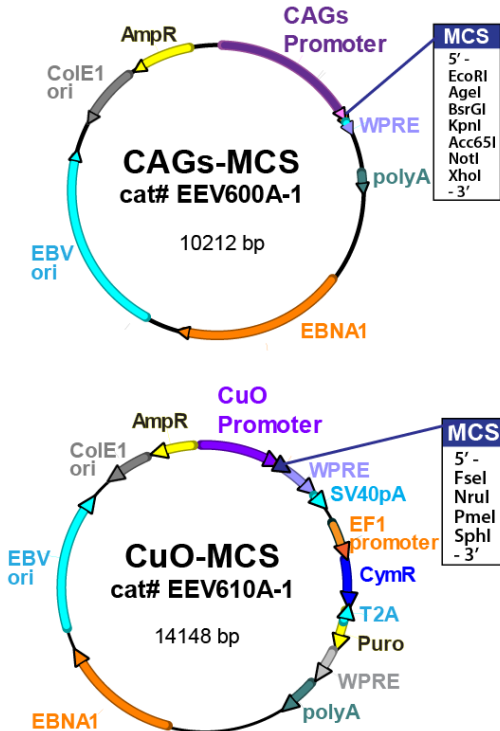 AmpR
CAGs
Promoter
MCS
5' -
EcoRI
AgeI
BsrGI
KpnI
Acc65I
NotI
XhoI
- 3'
ColE1
ori
WPRE
CAGs-MCS
cat# EEV600A-1
polyA
10212 bp
EBV
ori
EBNA1
CuO
Promoter
AmpR
MCS
5' -
FseI
NruI
PmeI
SphI
- 3'
ColE1
ori
WPRE
SV40pA
EF1
promoter
EBV
ori
CuO-MCS
cat# EEV610A-1
CymR
14148 bp
T2A
Puro
WPRE
polyA
EBNA1